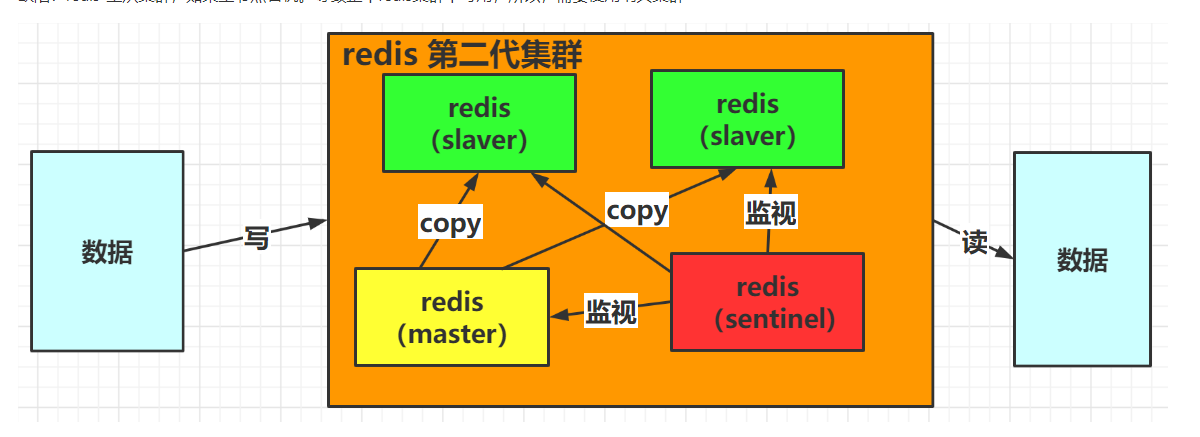 redis 第二代集群
redis
（slaver）
redis
（slaver）
copy
copy
监视
数据
写
读
数据
redis
（master）
监视
redis
（sentinel）